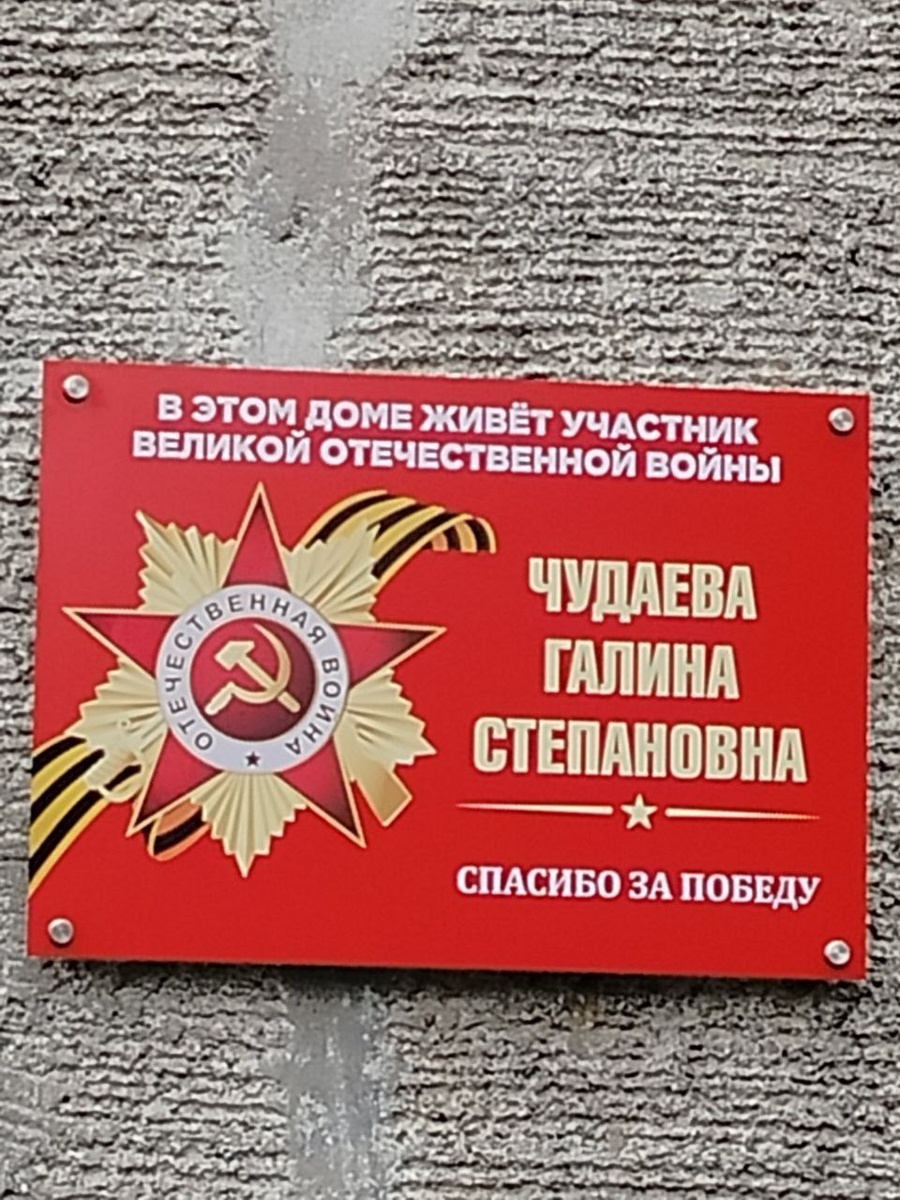 В ЭТОМ ДОМЕ ЖИВЁТ УЧАСТНИК
ВЕЛИКОЙ ОТЕЧЕСТВЕННОЙ ВОЙНЫ
ОТЕЧЕСТВЕННАЯ ВОЙНА
ЧУДАЕВА
ГАЛИНА
СТЕПАНОВНА
СПАСИБО ЗА ПОБЕДУ